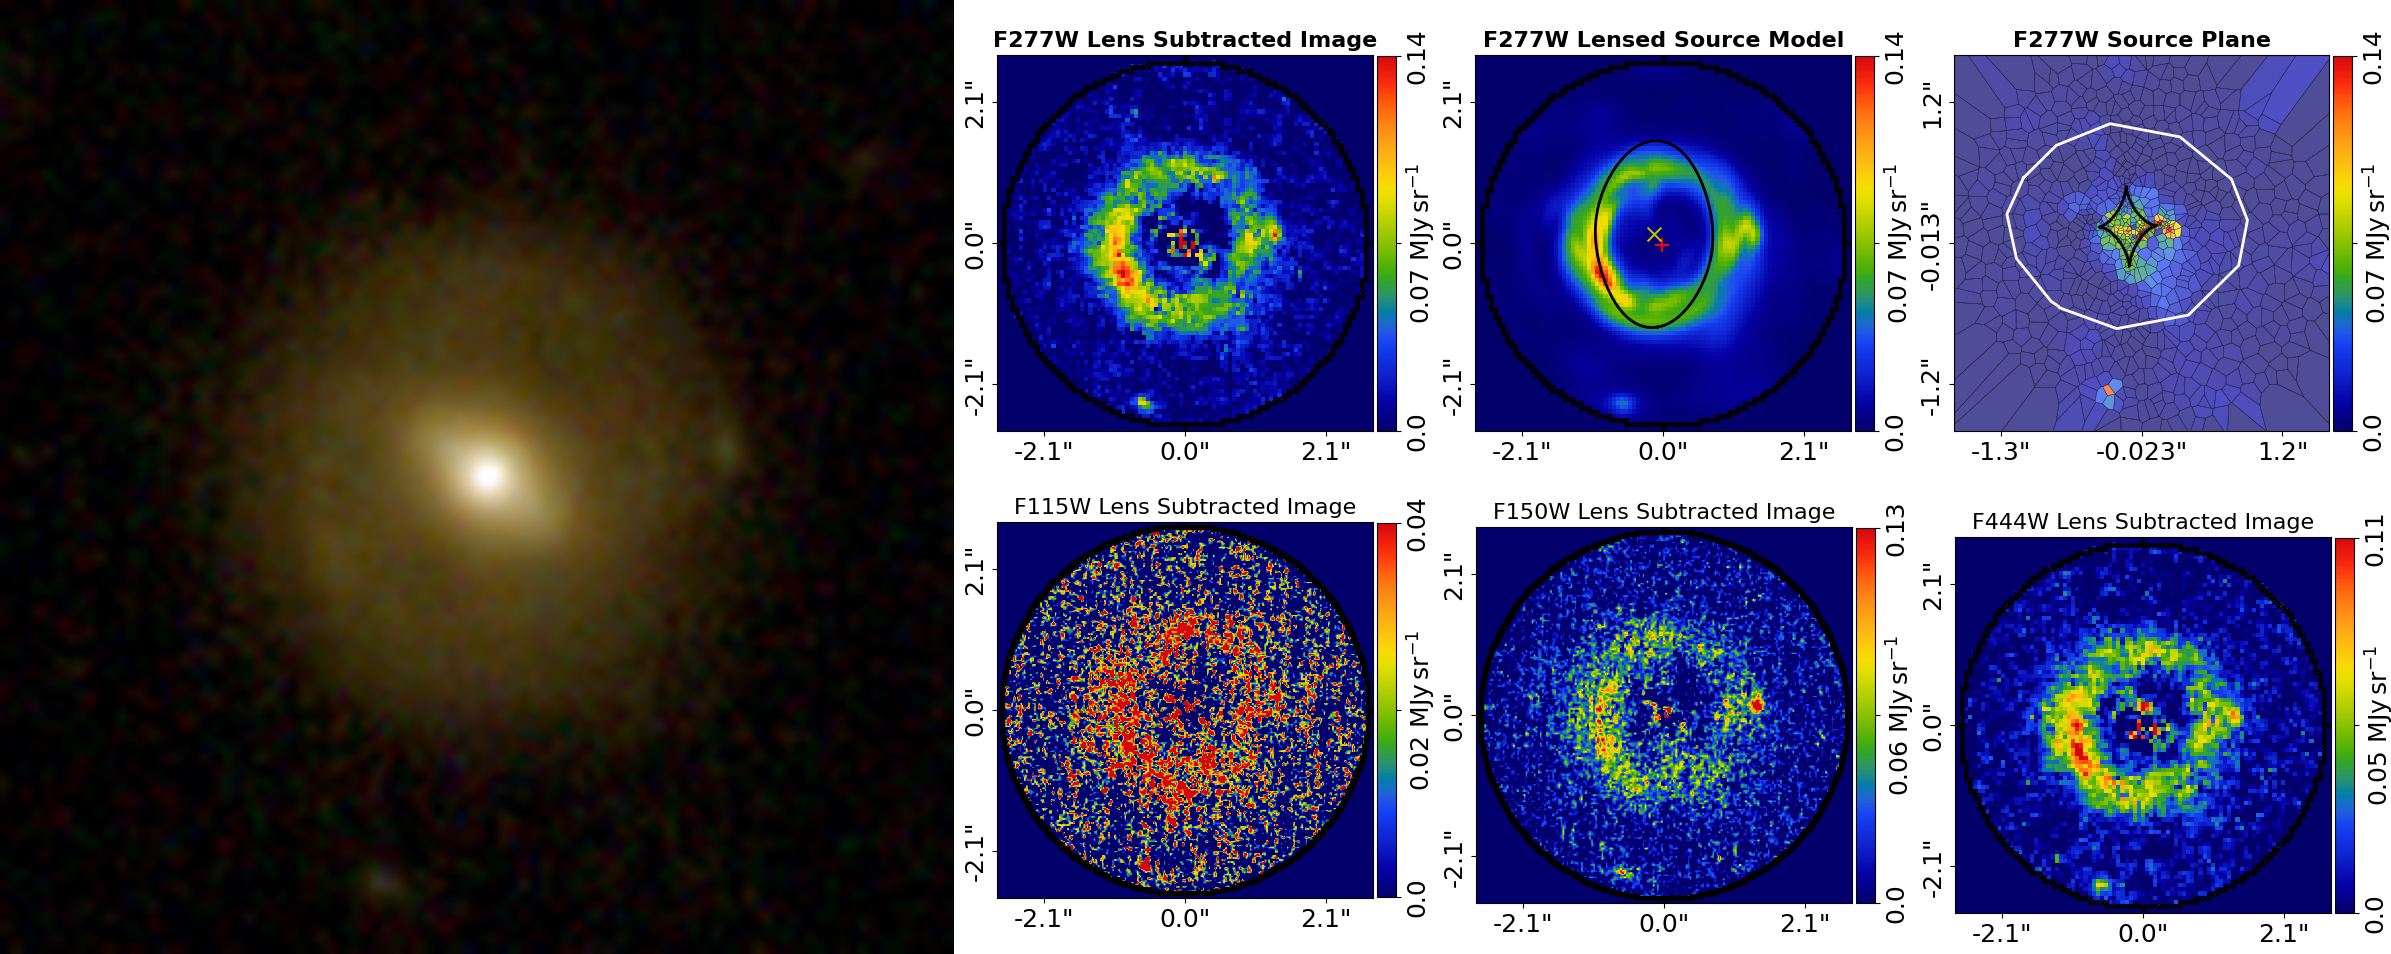 F277W Lens Subtracted Image
2.1"
0.0"
-2.1"
-2.1" 0.0" 2.1"
0.14
0.07 MJy sr⁻¹
0.0
F277W Lensed Source Model
2.1"
0.0"
-2.1"
-2.1" 0.0" 2.1"
0.14
0.07 MJy sr⁻¹
0.0
F277W Source Plane
1.2"
-0.013"
-1.2"
-1.3" -0.023" 1.2"
0.14
0.07 MJy sr⁻¹
0.0
F115W Lens Subtracted Image
2.1"
0.0"
-2.1"
-2.1" 0.0" 2.1"
0.04
0.02 MJy sr⁻¹
0.0
F150W Lens Subtracted Image
2.1"
0.0"
-2.1"
-2.1" 0.0" 2.1"
0.13
0.06 MJy sr⁻¹
0.0
F444W Lens Subtracted Image
2.1"
0.0"
-2.1"
-2.1" 0.0" 2.1"
0.11
0.05 MJy sr⁻¹
0.0